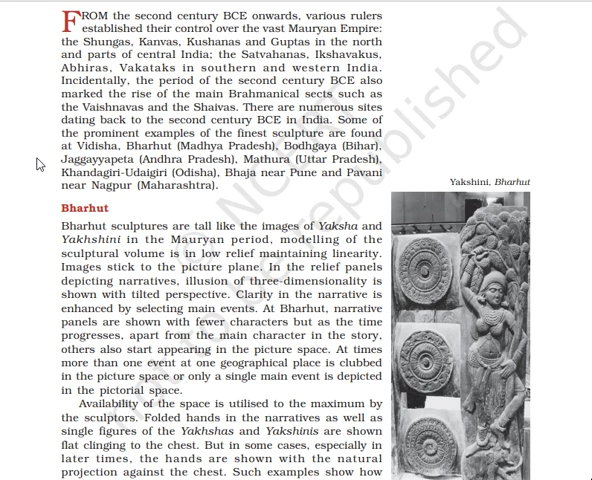 FROM the second century BCE onwards, various rulers
established their control over the vast Mauryan Empire:
the Shungas, Kanvas, Kushanas and Guptas in the north
and parts of central India; the Satvahanas, Ikshavakus,
Abhiras, Vakataks in southern and western India.
Incidentally, the period of the second century BCE also
marked the rise of the main Brahmanical sects such as
the Vaishnavas and the Shaivas. There are numerous sites
dating back to the second century BCE in India. Some of
the prominent examples of the finest sculpture are found
at Vidisha, Bharhut (Madhya Pradesh), Bodhgaya (Bihar),
Jaggayyapeta (Andhra Pradesh), Mathura (Uttar Pradesh),
Khandagiri-Udaigiri (Odisha), Bhaja near Pune and Pavani
near Nagpur (Maharashtra).
Yakshini, Bharhut
Bharhut
Bharhut sculptures are tall like the images of Yaksha and
Yakhshini in the Mauryan period, modelling of the
sculptural volume is in low relief maintaining linearity.
Images stick to the picture plane. In the relief panels
depicting narratives, illusion of three-dimensionality is
shown with tilted perspective. Clarity in the narrative is
enhanced by selecting main events. At Bharhut, narrative
panels are shown with fewer characters but as the time
progresses, apart from the main character in the story,
others also start appearing in the picture space. At times
more than one event at one geographical place is clubbed
in the picture space or only a single main event is depicted
in the pictorial space.
Availability of the space is utilised to the maximum by
the sculptors. Folded hands in the narratives as well as
single figures of the Yakhshas and Yakshinis are shown
flat clinging to the chest. But in some cases, especially in
later times, the hands are shown with the natural
projection against the chest. Such examples show how
© NCERT
not to be republished